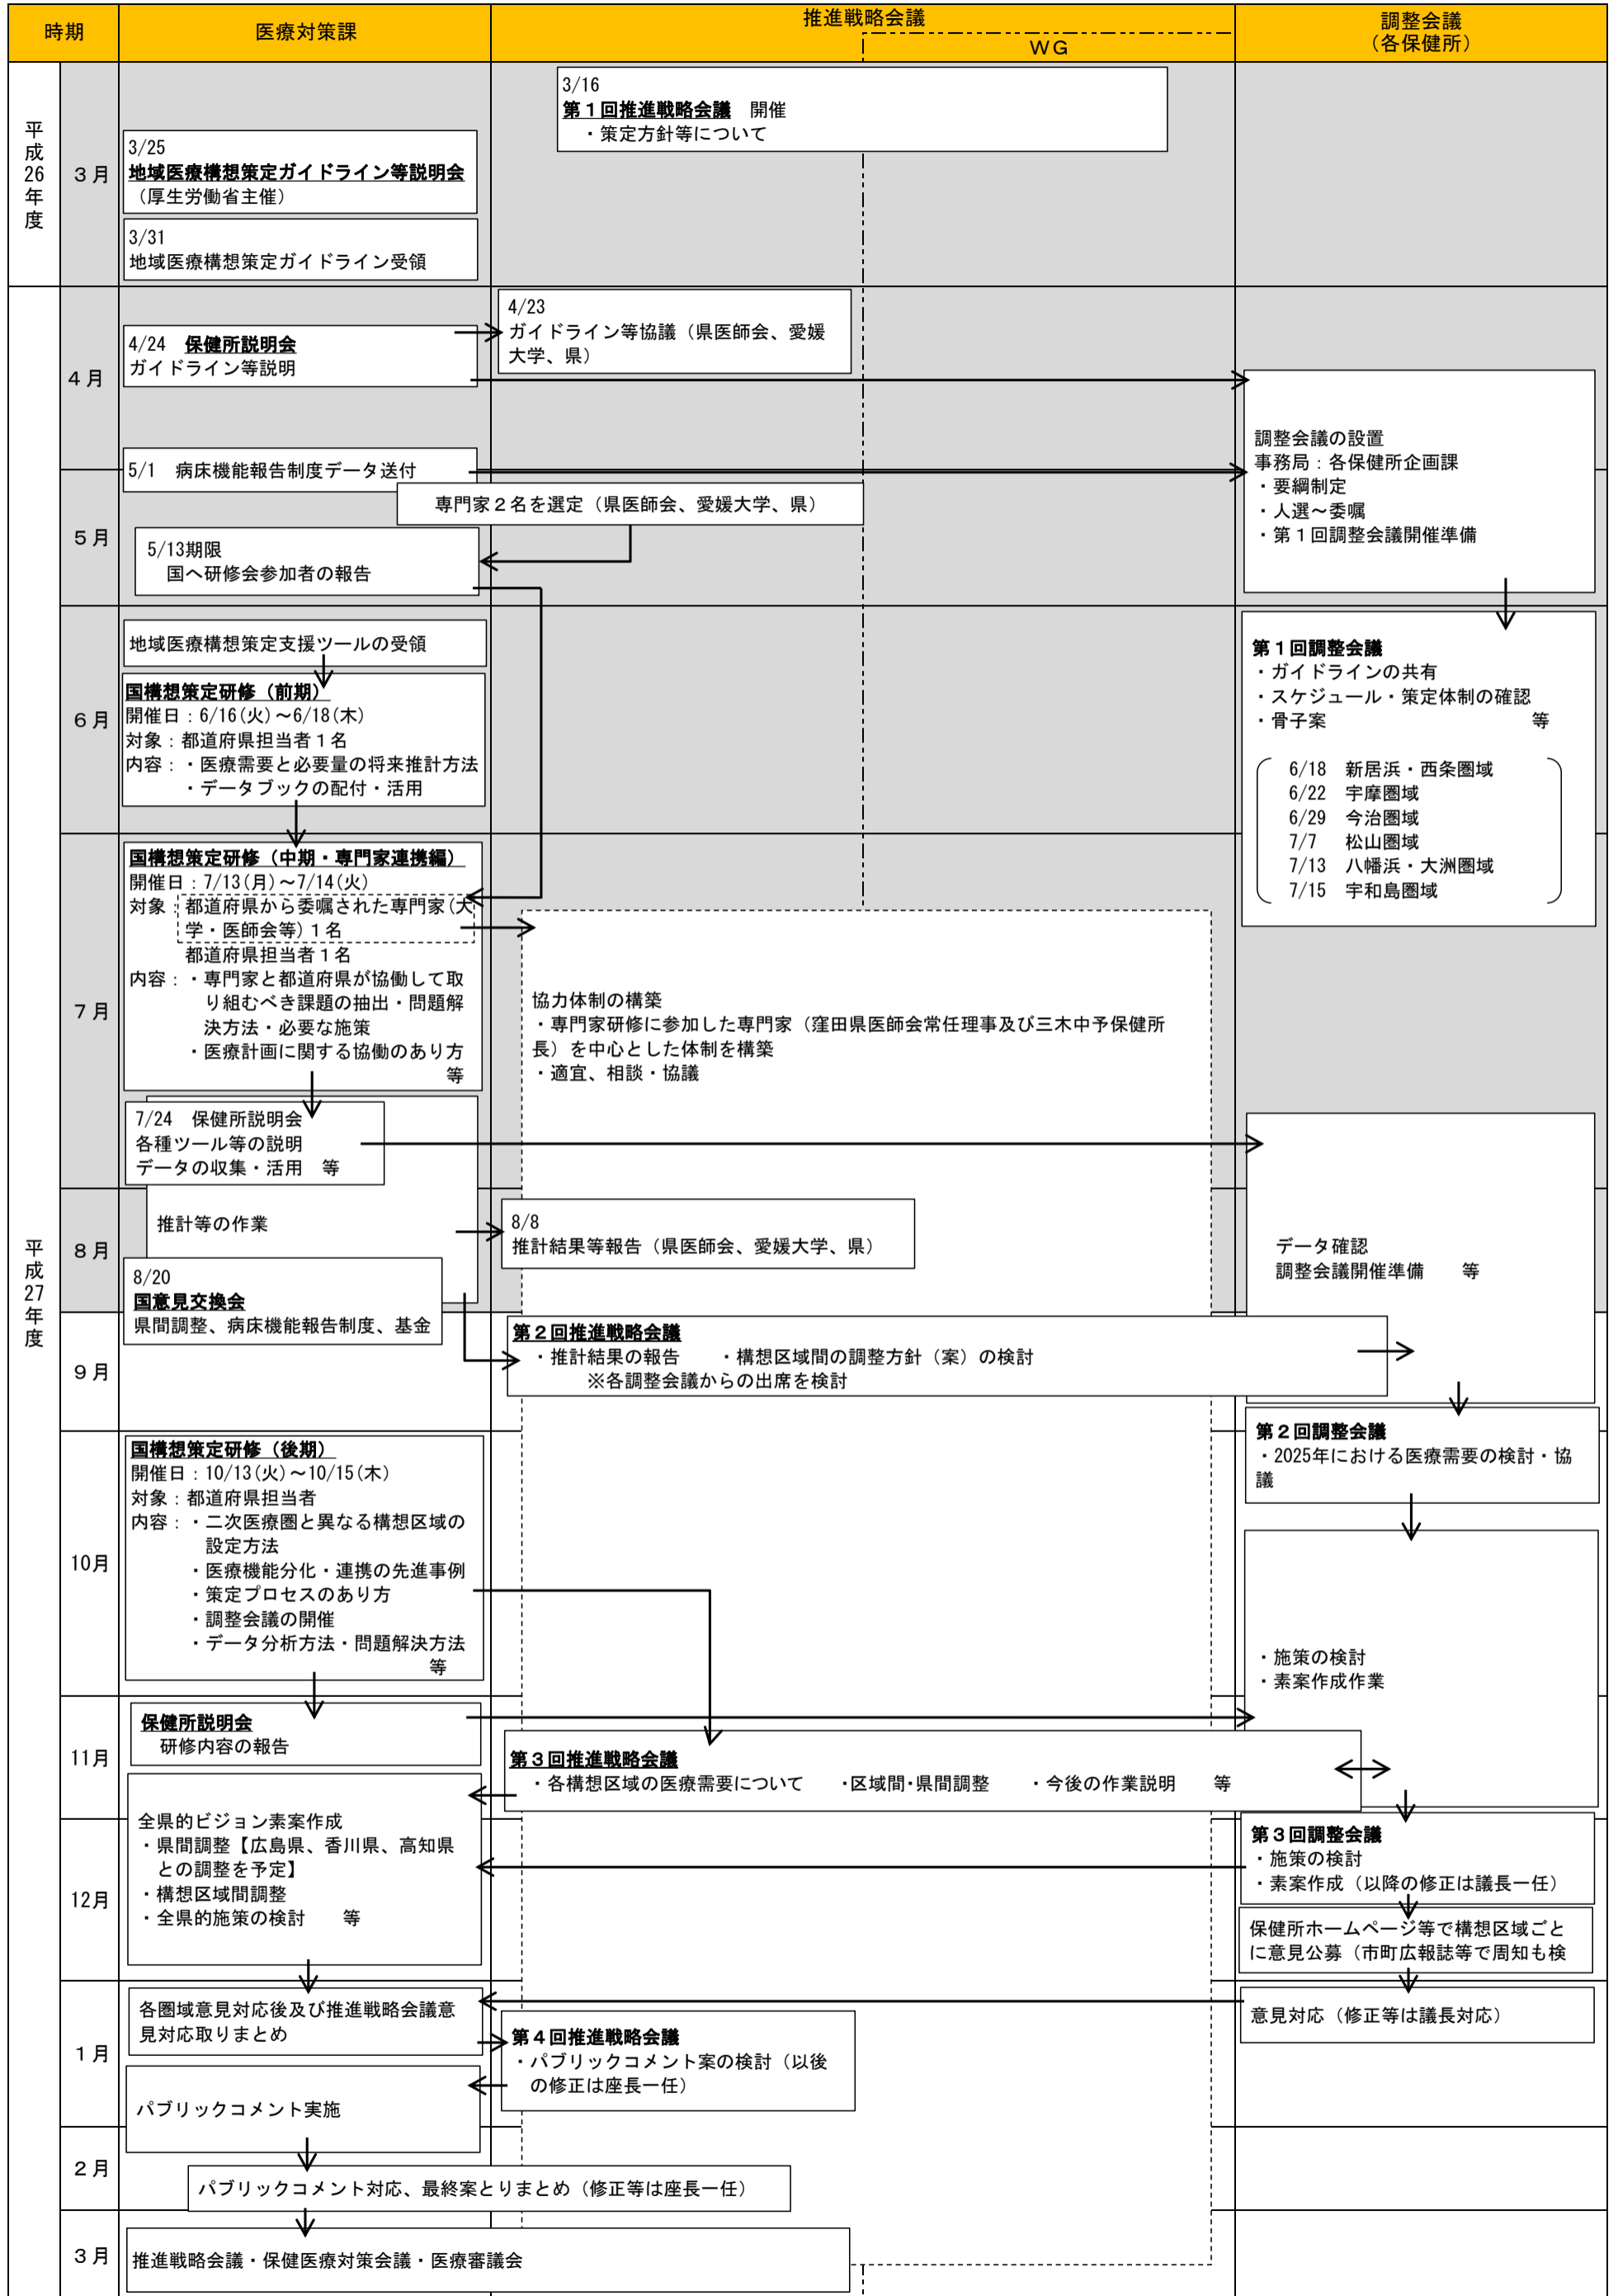 時期
医療対策課
推進戦略会議
ＷＧ
調整会議
（各保健所）
平成26年度
３月
3/16
第１回推進戦略会議　開催
・策定方針等について
3/25
地域医療構想策定ガイドライン等説明会
（厚生労働省主催）
3/31
地域医療構想策定ガイドライン受領
平成27年度
４月
4/23
ガイドライン等協議（県医師会、愛媛
大学、県）
4/24　保健所説明会
ガイドライン等説明
調整会議の設置
事務局：各保健所企画課
・要綱制定
・人選～委嘱
・第１回調整会議開催準備
5/1　病床機能報告制度データ送付
５月
専門家２名を選定（県医師会、愛媛大学、県）
5/13期限
国へ研修会参加者の報告
６月
地域医療構想策定支援ツールの受領
国構想策定研修（前期）
開催日：6/16(火)～6/18(木)
対象：都道府県担当者１名
内容：・医療需要と必要量の将来推計方法
・データブックの配付・活用
第１回調整会議
・ガイドラインの共有
・スケジュール・策定体制の確認
・骨子案　等
6/18　新居浜・西条圏域
6/22　宇摩圏域
6/29　今治圏域
7/7　松山圏域
7/13　八幡浜・大洲圏域
7/15　宇和島圏域
７月
国構想策定研修（中期・専門家連携編）
開催日：7/13(月)～7/14(火)
対象：都道府県から委嘱された専門家(大
学・医師会等)１名
都道府県担当者１名
内容：・専門家と都道府県が協働して取
り組むべき課題の抽出・問題解
決方法・必要な施策
・医療計画に関する協働のあり方
等
協力体制の構築
・専門家研修に参加した専門家（窪田県医師会常任理事及び三木中予保健所
長）を中心とした体制を構築
・適宜、相談・協議
7/24　保健所説明会
各種ツール等の説明
データの収集・活用　等
８月
推計等の作業
8/8
推計結果等報告（県医師会、愛媛大学、県）
データ確認
調整会議開催準備　　等
8/20
国意見交換会
県間調整、病床機能報告制度、基金
９月
第２回推進戦略会議
・推計結果の報告　　・構想区域間の調整方針（案）の検討
※各調整会議からの出席を検討
第２回調整会議
・2025年における医療需要の検討・協
議
10月
国構想策定研修（後期）
開催日：10/13(火)～10/15(木)
対象：都道府県担当者
内容：・二次医療圏と異なる構想区域の
設定方法
・医療機能分化・連携の先進事例
・策定プロセスのあり方
・調整会議の開催
・データ分析方法・問題解決方法
等
・施策の検討
・素案作成作業
11月
保健所説明会
研修内容の報告
第３回推進戦略会議
・各構想区域の医療需要について　　・区域間・県間調整　　・今後の作業説明　　等
全県的ビジョン素案作成
・県間調整【広島県、香川県、高知県
との調整を予定】
・構想区域間調整
・全県的施策の検討　　等
12月
第３回調整会議
・施策の検討
・素案作成（以降の修正は議長一任）
保健所ホームページ等で構想区域ごと
に意見公募（市町広報誌等で周知も検
１月
各圏域意見対応後及び推進戦略会議意
見対応取りまとめ
第４回推進戦略会議
・パブリックコメント案の検討（以後
の修正は座長一任）
意見対応（修正等は議長対応）
パブリックコメント実施
２月
パブリックコメント対応、最終案とりまとめ（修正等は座長一任）
３月
推進戦略会議・保健医療対策会議・医療審議会